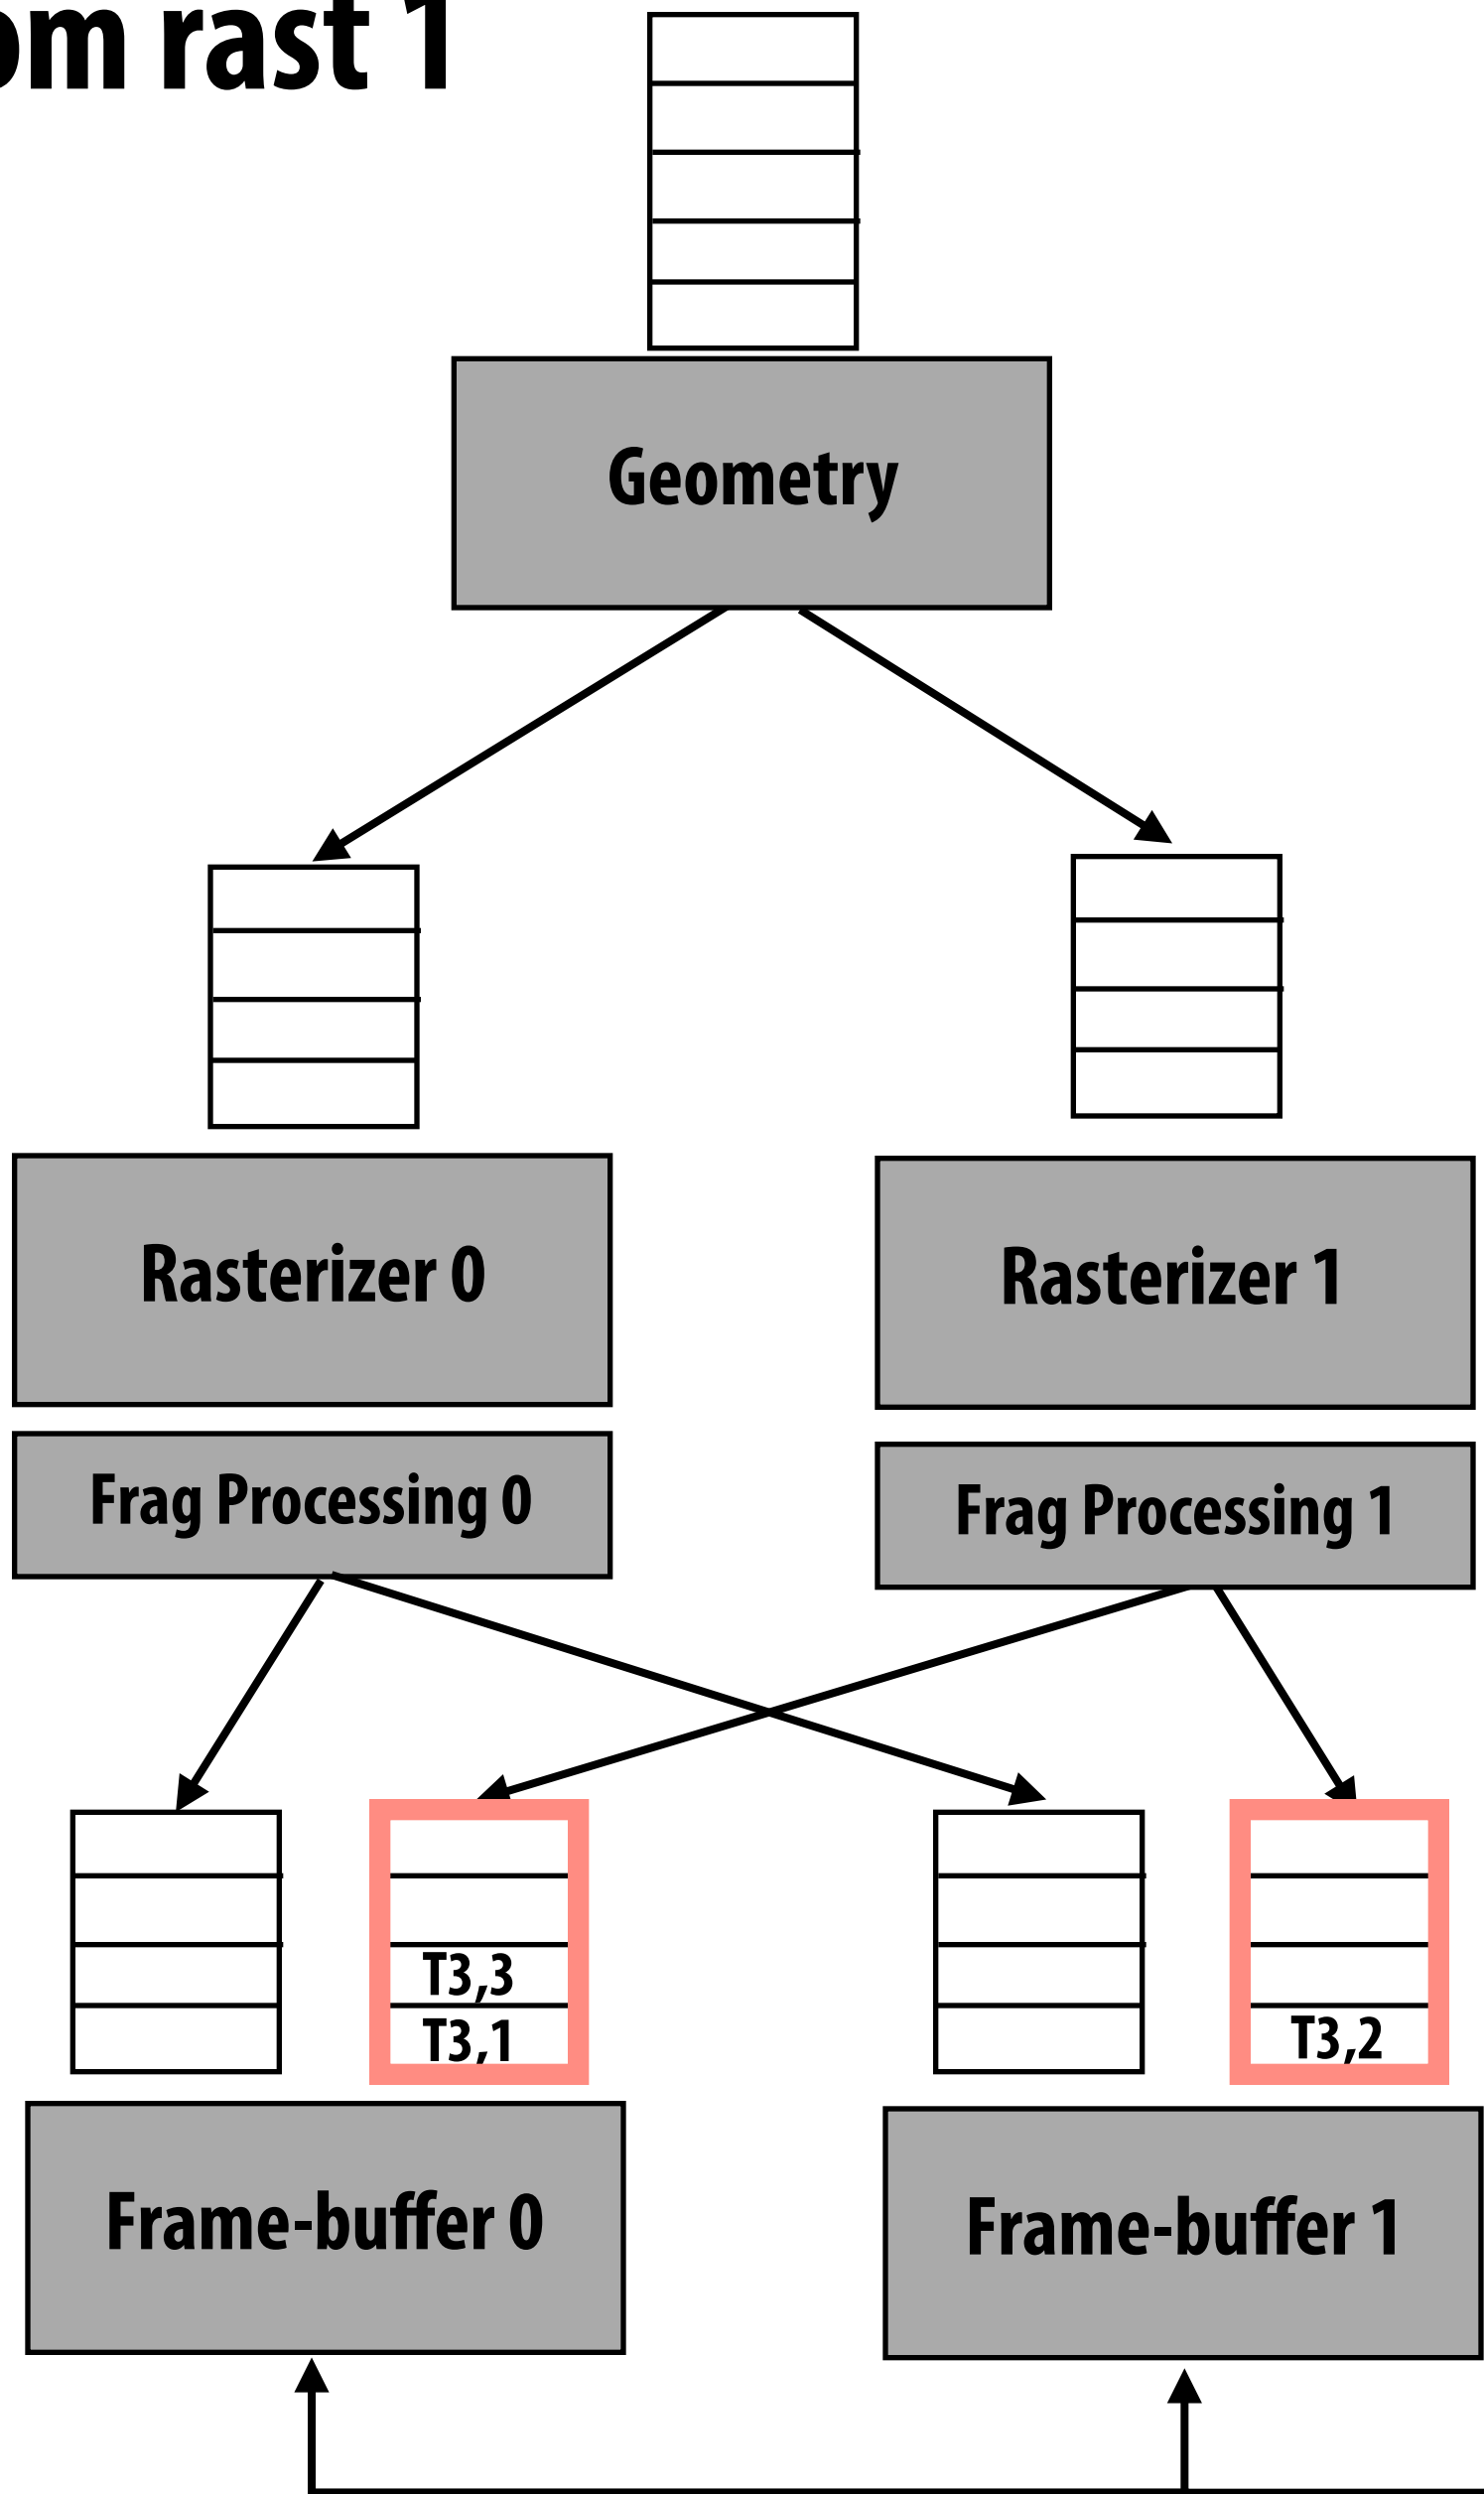 om rast 1
Geometry
Rasterizer 0
Rasterizer 1
Frag Processing 0
Frag Processing 1
T3,3
T3,1
T3,2
Frame-buffer 0
Frame-buffer 1